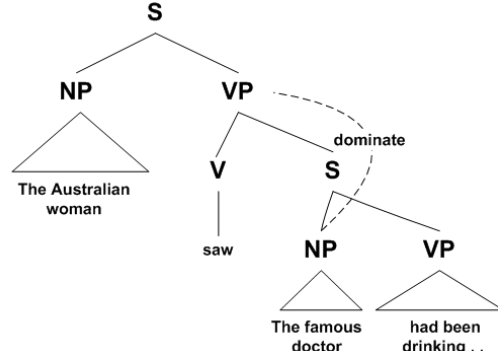 S
NP
VP
dominate
V
S
The Australian
woman
saw
NP
VP
The famous
doctor
had been
drinking . .